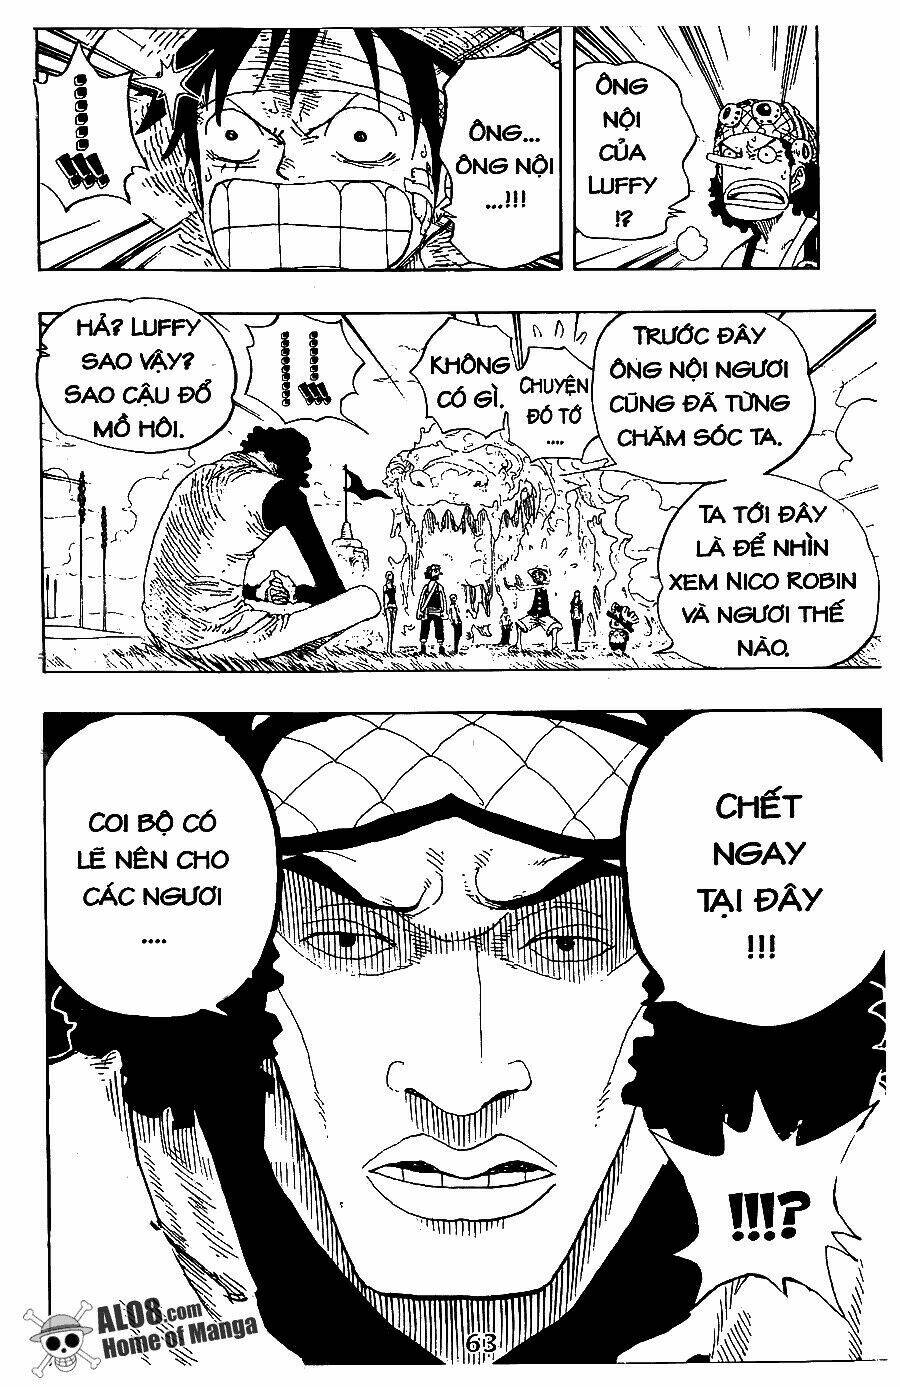 ÔNG
NỘI
CỦA
LUFFY
!?
ÔNG...
ÔNG NỘI
...!!!
......!!!
TRƯỚC ĐÂY
ÔNG NỘI NGƯƠI
CŨNG ĐÃ TỪNG
CHĂM SÓC TA.
TA TỚI ĐÂY
LÀ ĐỂ NHÌN
XEM NICO ROBIN
VÀ NGƯƠI THẾ
NÀO.
CHUYỆN
ĐÓ TỚ
....
KHÔNG
CÓ GÌ.
........
......!!!
HẢ? LUFFY
SAO VẬY?
SAO CẬU ĐỔ
MỒ HÔI.
COI BỘ CÓ
LẼ NÊN CHO
CÁC NGƯƠI
....
CHẾT
NGAY
TẠI ĐÂY
!!!
!!!?
63
ALO8.com
Home of Manga